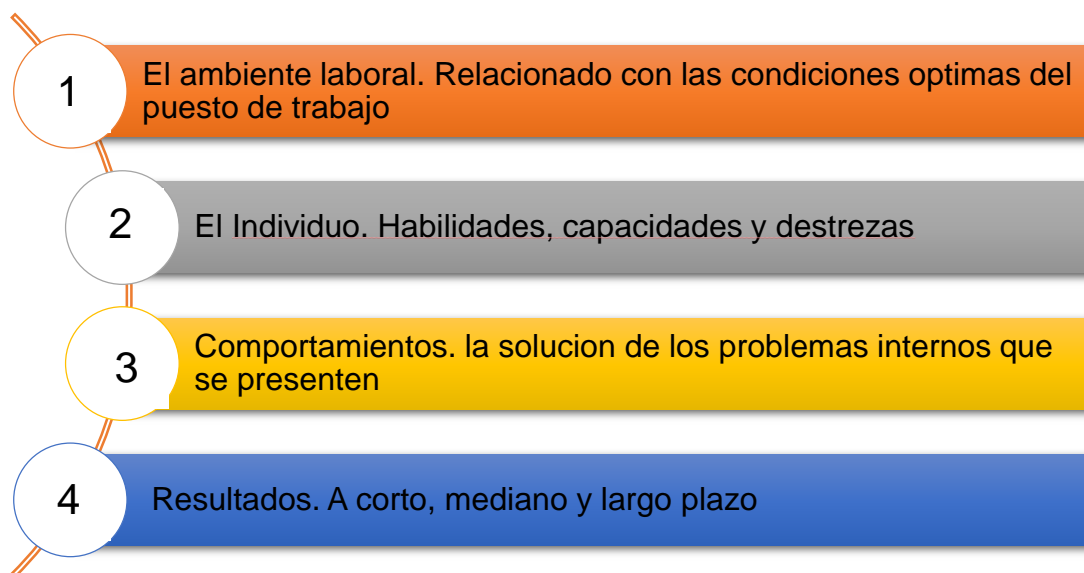 1
El ambiente laboral. Relacionado con las condiciones optimas del
puesto de trabajo
2
El Individuo. Habilidades, capacidades y destrezas
3
Comportamientos. la solucion de los problemas internos que
se presenten
4
Resultados. A corto, mediano y largo plazo